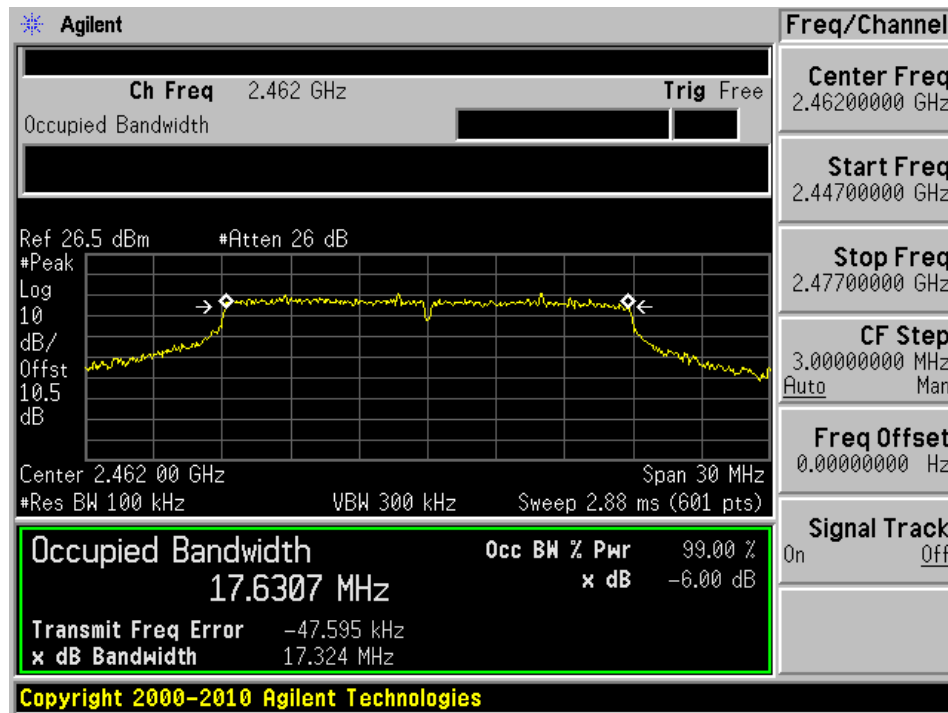 Agilent
Freq/Channel
Ch Freq 2.462 GHz Trig Free
Occupied Bandwidth
Center Freq
2.46200000 GHz
Start Freq
2.44700000 GHz
Stop Freq
2.47700000 GHz
CF Step
3.00000000 MHz
Auto Man
Freq Offset
0.00000000 Hz
Signal Track
On Off
Ref 26.5 dBm #Atten 26 dB
#Peak
Log
10
dB/
Offst
10.5
dB
Center 2.462 00 GHz Span 30 MHz
#Res BW 100 kHz VBW 300 kHz Sweep 2.88 ms (601 pts)
Occupied Bandwidth Occ BW % Pwr 99.00 %
17.6307 MHz x dB -6.00 dB
Transmit Freq Error -47.595 kHz
x dB Bandwidth 17.324 MHz
Copyright 2000-2010 Agilent Technologies